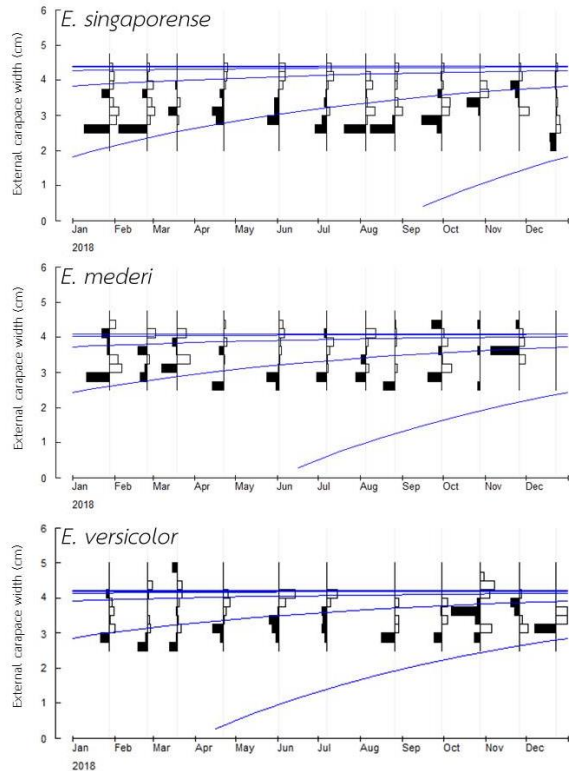 E. singaporense
External carapace width (cm)
6
5
4
3
2
1
0
Jan Feb Mar Apr May Jun Jul Aug Sep Oct Nov Dec
2018
E. mederi
External carapace width (cm)
6
5
4
3
2
1
0
Jan Feb Mar Apr May Jun Jul Aug Sep Oct Nov Dec
2018
E. versicolor
External carapace width (cm)
6
5
4
3
2
1
0
Jan Feb Mar Apr May Jun Jul Aug Sep Oct Nov Dec
2018